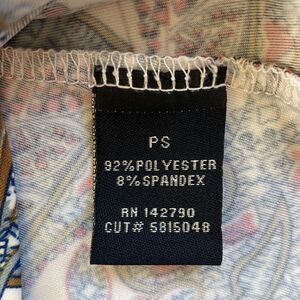 PS
92%POLYESTER
8%SPANDEX
RN 142790
CUT# 5815048